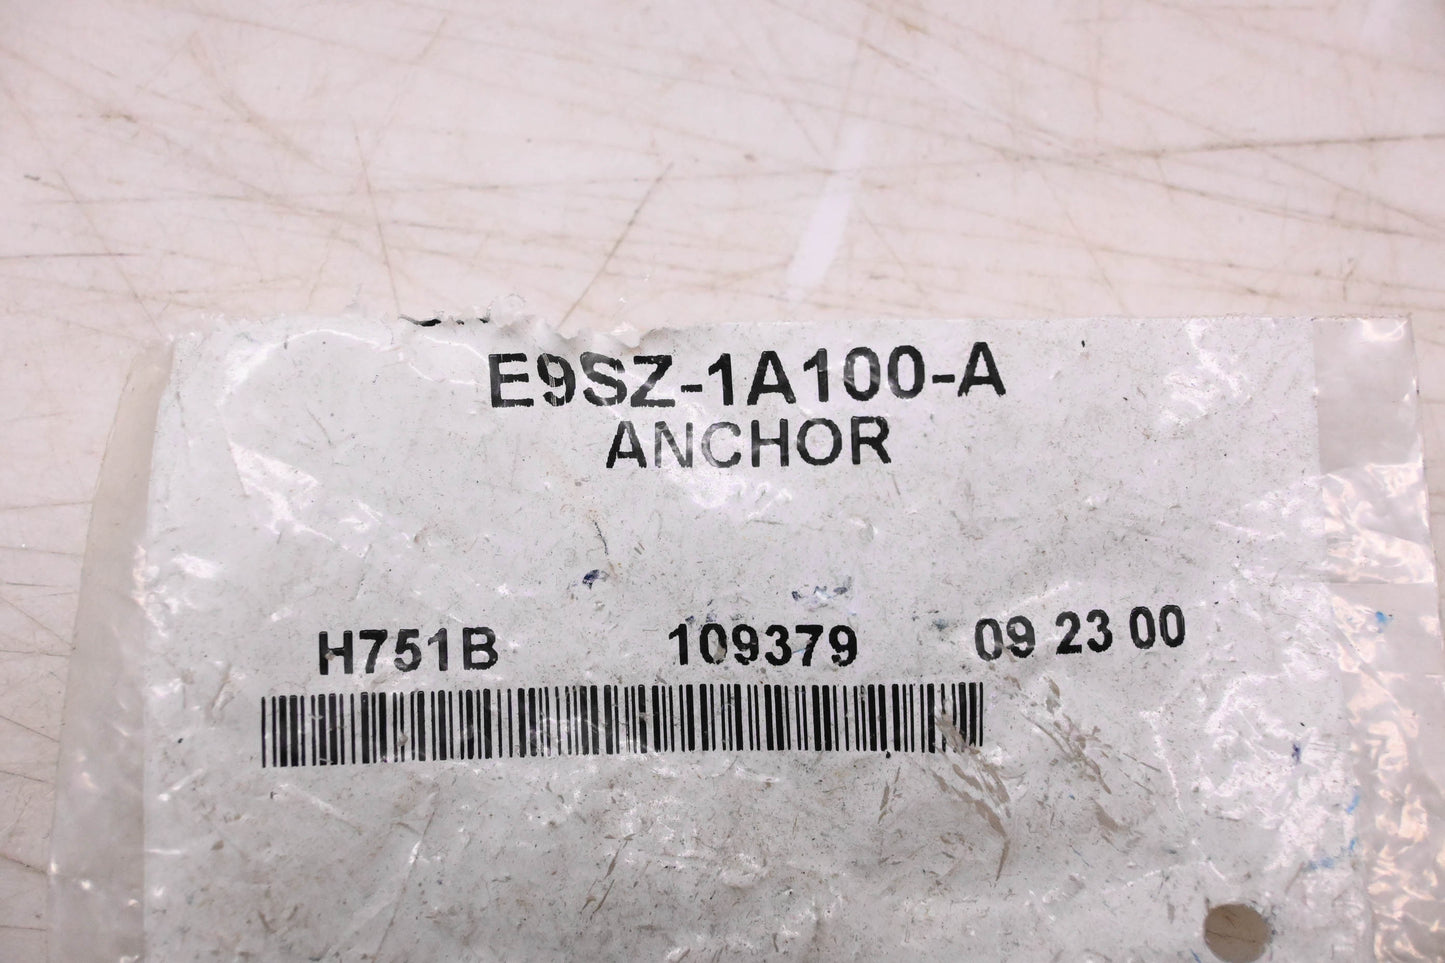 E9SZ-1A100-A
ANCHOR
H751B 109379 09 23 00